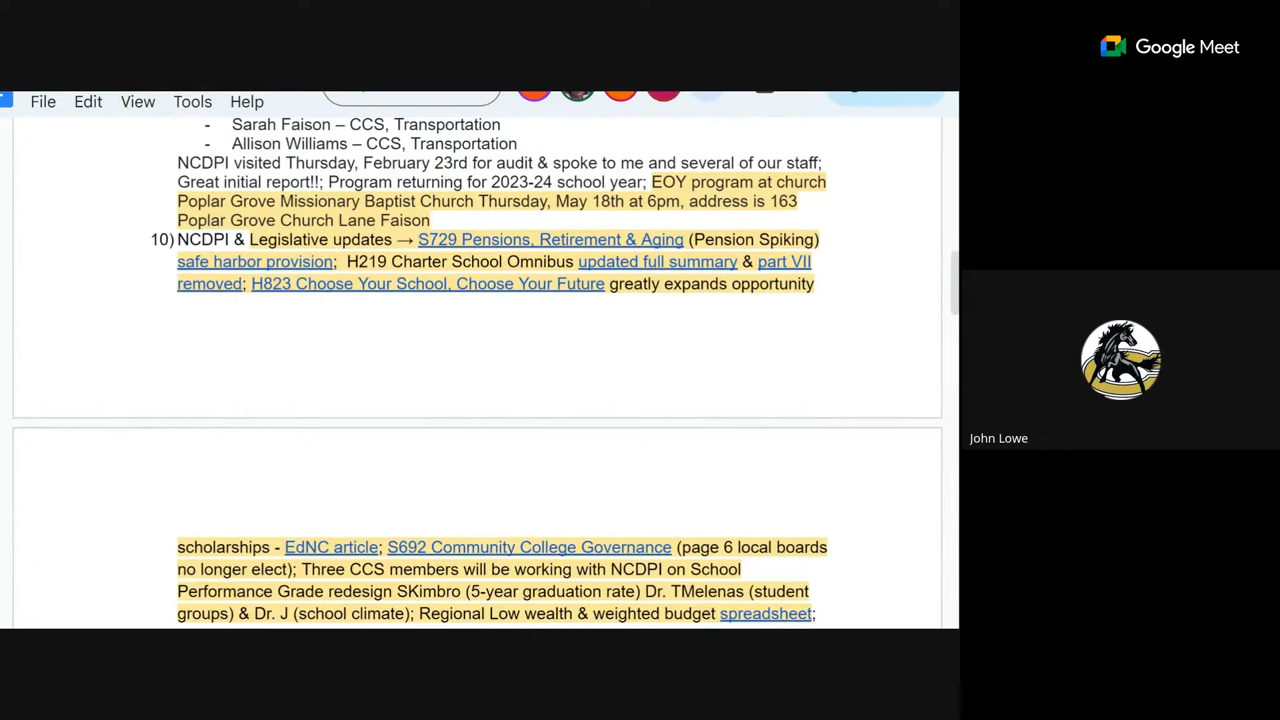 Google Meet
File Edit View Tools Help
- Sarah Faison – CCS, Transportation
- Allison Williams – CCS, Transportation
NCDPI visited Thursday, February 23rd for audit & spoke to me and several of our staff;
Great initial report!!; Program returning for 2023-24 school year; EOY program at church
Poplar Grove Missionary Baptist Church Thursday, May 18th at 6pm, address is 163
Poplar Grove Church Lane Faison
10) NCDPI & Legislative updates → S729 Pensions, Retirement & Aging (Pension Spiking)
safe harbor provision; H219 Charter School Omnibus updated full summary & part VII
removed; H823 Choose Your School, Choose Your Future greatly expands opportunity
scholarships - EdNC article; S692 Community College Governance (page 6 local boards
no longer elect); Three CCS members will be working with NCDPI on School
Performance Grade redesign SKimbro (5-year graduation rate) Dr. TMelenas (student
groups) & Dr. J (school climate); Regional Low wealth & weighted budget spreadsheet;
John Lowe